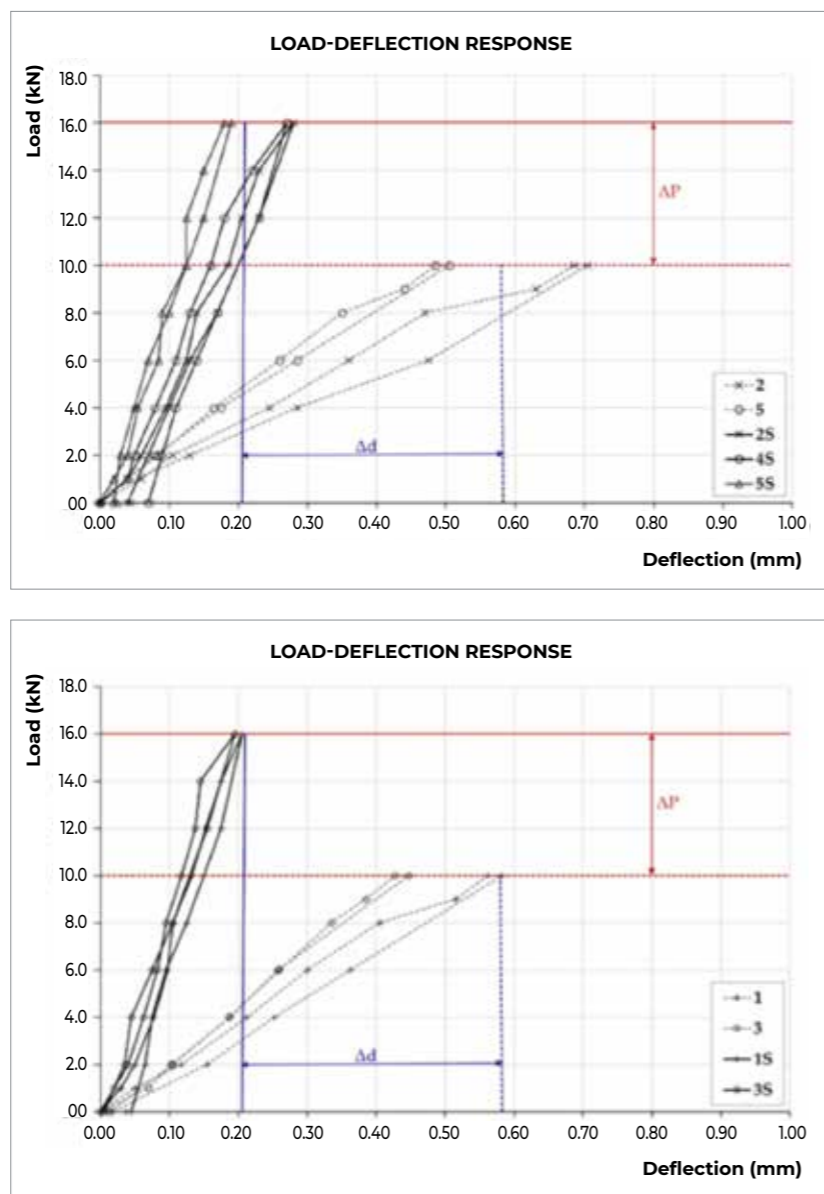 LOAD-DEFLECTION RESPONSE
Load (kN)
18.0
16.0
14.0
12.0
10.0
8.0
6.0
4.0
2.0
.00
ΔP
Δd
2
5
2S
4S
5S
0.00 0.10 0.20 0.30 0.40 0.50 0.60 0.70 0.80 0.90 1.00
Deflection (mm)
LOAD-DEFLECTION RESPONSE
Load (kN)
18.0
16.0
14.0
12.0
10.0
8.0
6.0
4.0
2.0
.00
ΔP
Δd
1
3
1S
3S
0.00 0.10 0.20 0.30 0.40 0.50 0.60 0.70 0.80 0.90 1.00
Deflection (mm)